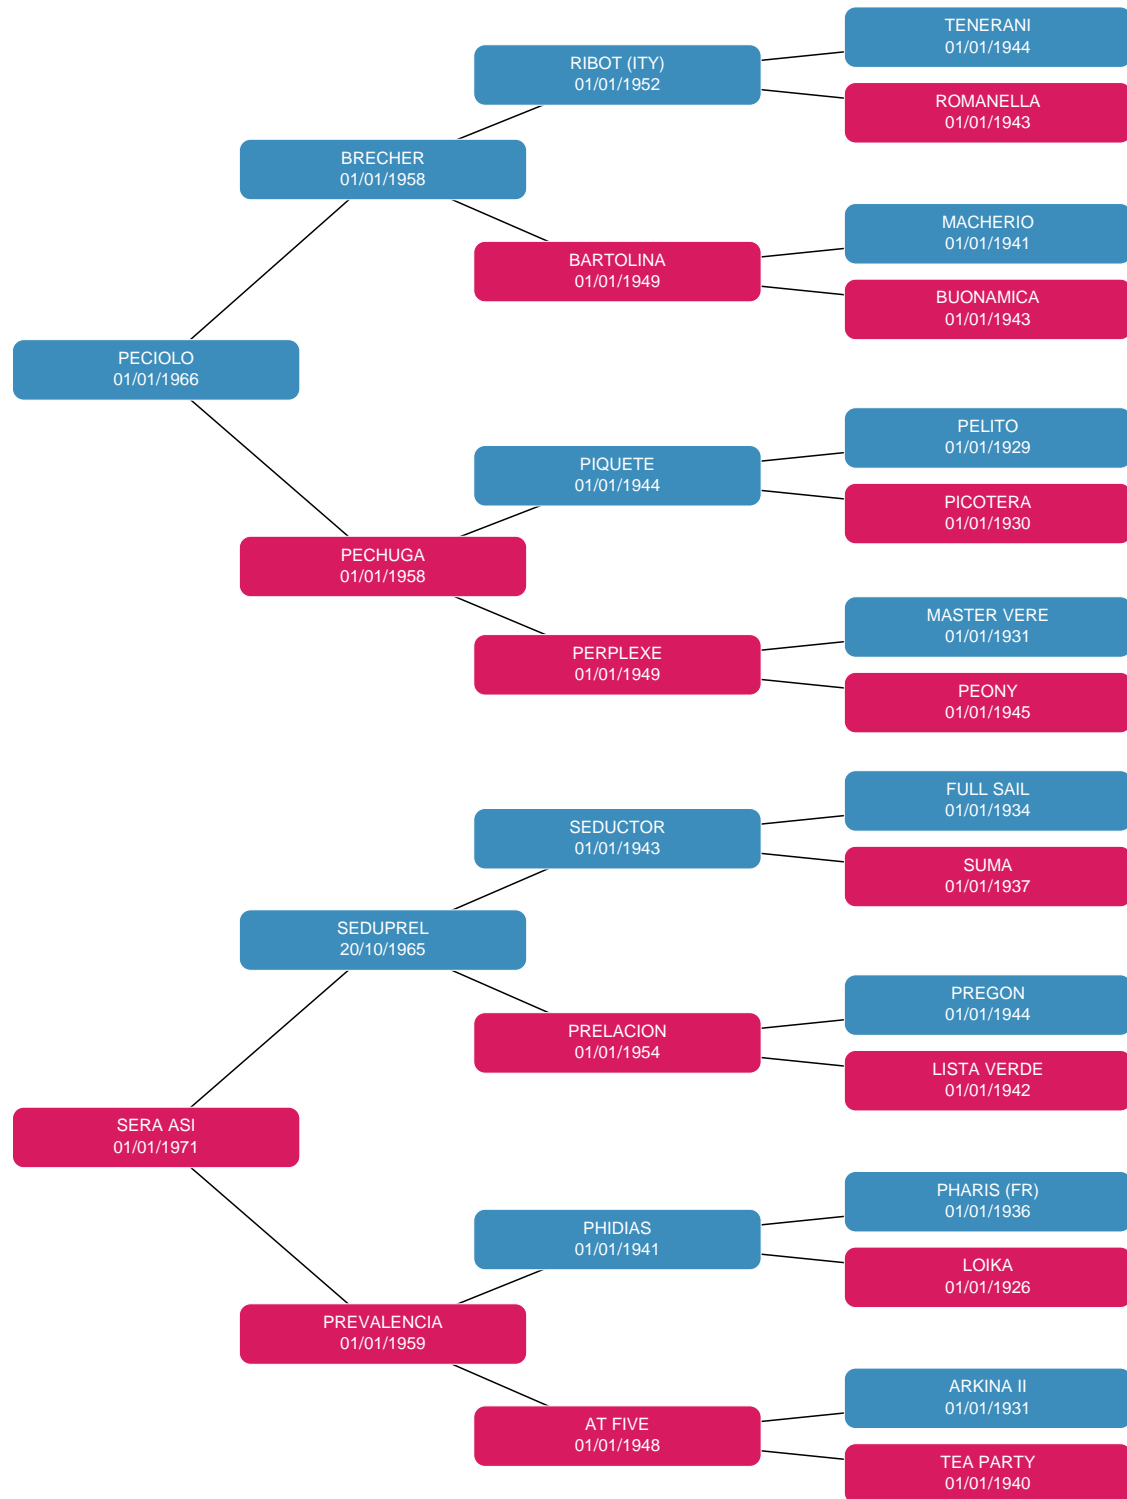 TENERANI
01/01/1944
RIBOT (ITY)
01/01/1952
ROMANELLA
01/01/1943
BRECHER
01/01/1958
MACHERIO
01/01/1941
BARTOLINA
01/01/1949
BUONAMICA
01/01/1943
PECIOLO
01/01/1966
PELITO
01/01/1929
PIQUETE
01/01/1944
PICOTERA
01/01/1930
PECHUGA
01/01/1958
MASTER VERE
01/01/1931
PERPLEXE
01/01/1949
PEONY
01/01/1945
FULL SAIL
01/01/1934
SEDUCTOR
01/01/1943
SUMA
01/01/1937
SEDUPREL
20/10/1965
PREGON
01/01/1944
PRELACION
01/01/1954
LISTA VERDE
01/01/1942
SERA ASI
01/01/1971
PHARIS (FR)
01/01/1936
PHIDIAS
01/01/1941
LOIKA
01/01/1926
PREVALENCIA
01/01/1959
ARKINA II
01/01/1931
AT FIVE
01/01/1948
TEA PARTY
01/01/1940